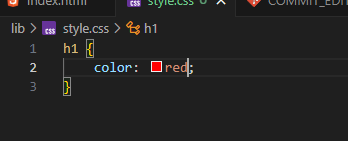 index.html
style.css
COMMIT_EDI
lib > style.css > h1
1 h1 {
2 color: red;
3 }